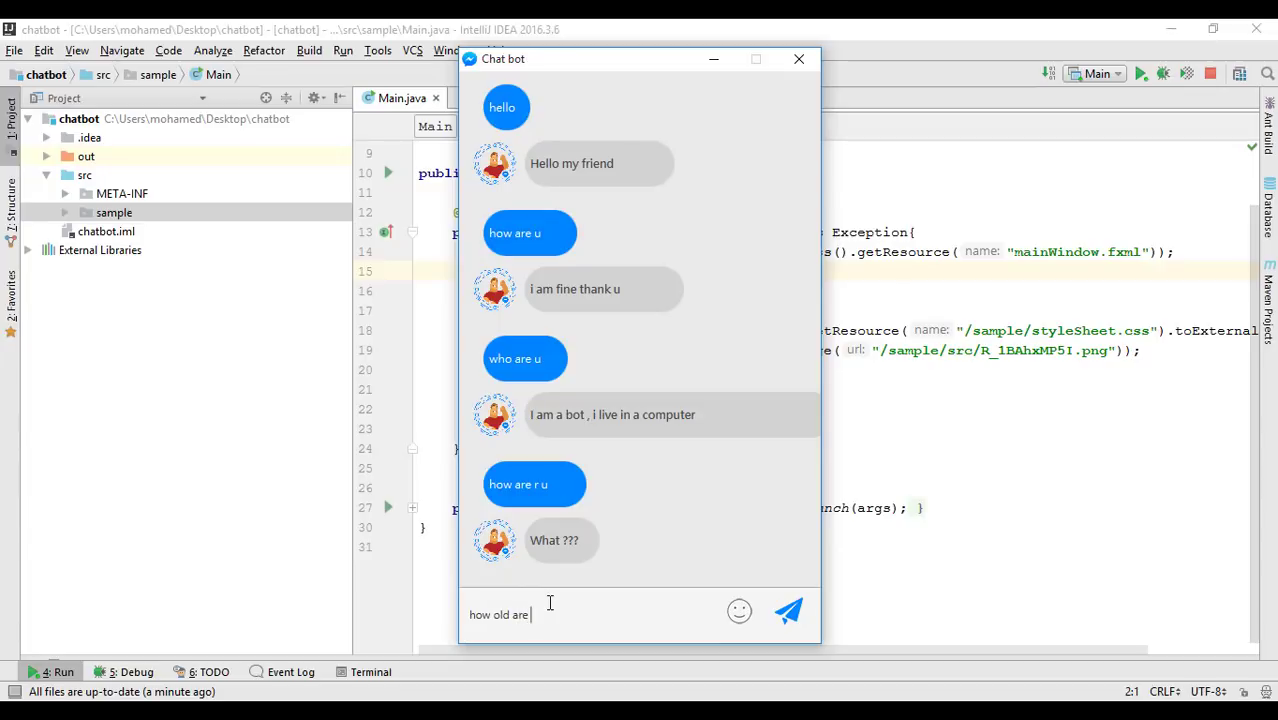 chatbot - [C:\Users\mohamed\Desktop\chatbot] - [chatbot] - ...\src\sample\Main.java - IntelliJ IDEA 2016.3.6
File Edit View Navigate Code Analyze Refactor Build Run Tools VCS
chatbot src sample Main
Main
Project
Main.java
chatbot C:\Users\mohamed\Desktop\chatbot
.idea
out
src
META-INF
sample
chatbot.iml
External Libraries
1: Project
7: Structure
2: Favorites
Main
9
10
11
12
13
14
15
16
17
18
19
20
21
22
23
24
25
26
27
30
31
Exception{
().getResource( name: "mainWindow.fxml"));
name: "/sample/styleSheet.css").toExternal
url: "/sample/src/R_1BAhxMP5I.png"));
(args); }
}
Chat bot
hello
Hello my friend
how are u
i am fine thank u
who are u
I am a bot , i live in a computer
how are r u
What ???
how old are
Ant Build
Database
Maven Projects
4: Run 5: Debug 6: TODO Event Log Terminal
All files are up-to-date (a minute ago)
2:1 CRLF÷ UTF-8÷